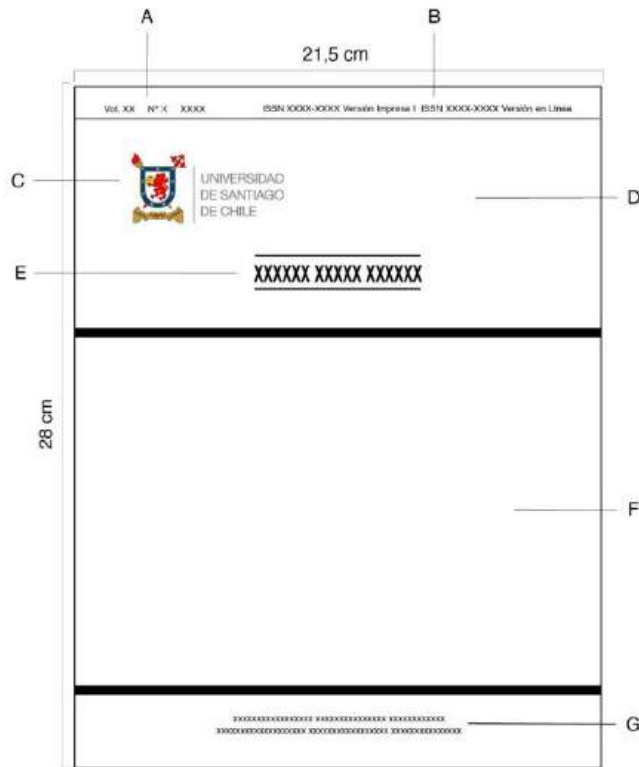 A
B
21,5 cm
Vol. XX N° X XXXX ISSN XXXX-XXXX Versión Impresa I ISSN XXXX-XXXX Versión en Línea
C
UNIVERSIDAD
DE SANTIAGO
DE CHILE
D
E
XXXXXX XXXXX XXXXXX
28 cm
F
G